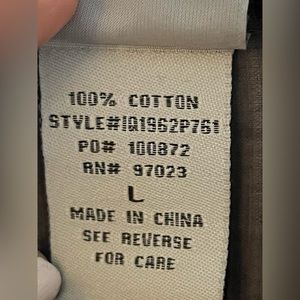 100% COTTON
STYLE#IQ1962P761
PO# 100872
RN# 97023
L
MADE IN CHINA
SEE REVERSE
FOR CARE